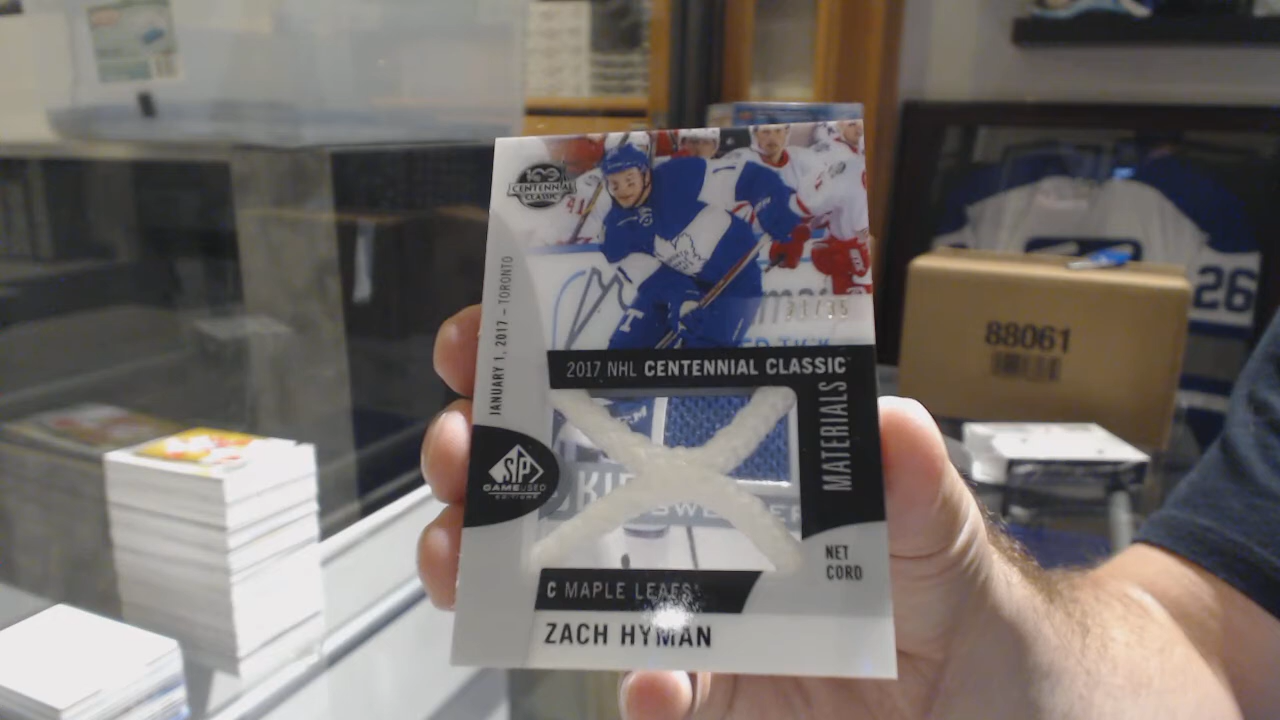 CENTENNIAL
CLASSIC
41
JANUARY 1, 2017 – TORONTO
2017 NHL CENTENNIAL CLASSIC
MATERIALS
SP
GAME USED
EDITION
NET
CORD
C MAPLE LEAFS
ZACH HYMAN
88061
26